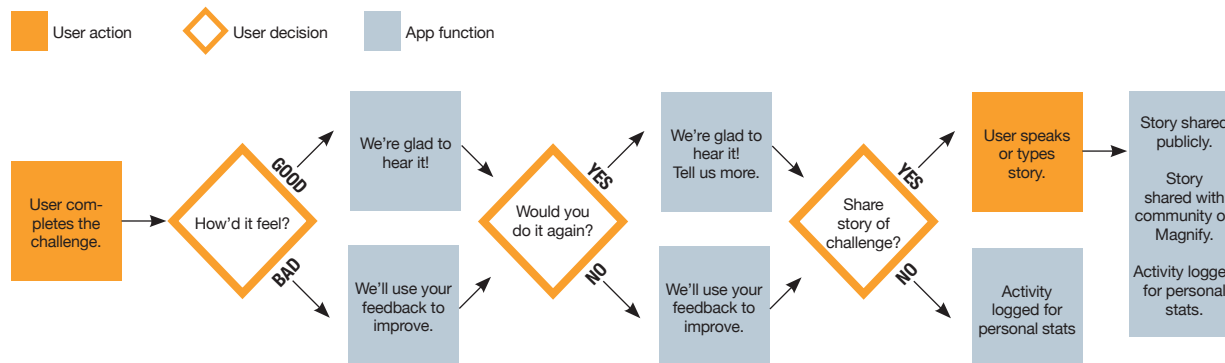 User action
User decision
App function
User com-
pletes the
challenge.
How'd it feel?
GOOD
BAD
We're glad to
hear it!
We'll use your
feedback to
improve.
Would you
do it again?
YES
NO
We're glad to
hear it!
Tell us more.
We'll use your
feedback to
improve.
Share
story of
challenge?
YES
NO
User speaks
or types
story.
Activity
logged for
personal stats
Story shared
publicly.
Story
shared with
community o
Magnify.
Activity logge
for personal
stats.